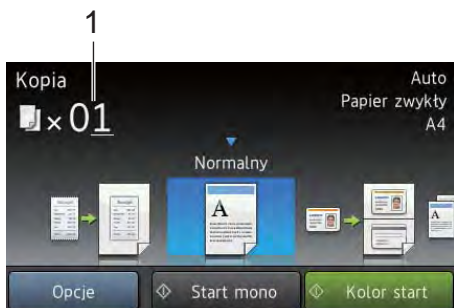 1
Kopia
Auto
Papier zwykły
A4
×01
Normalny
A
A
Opcje
Start mono
Kolor start